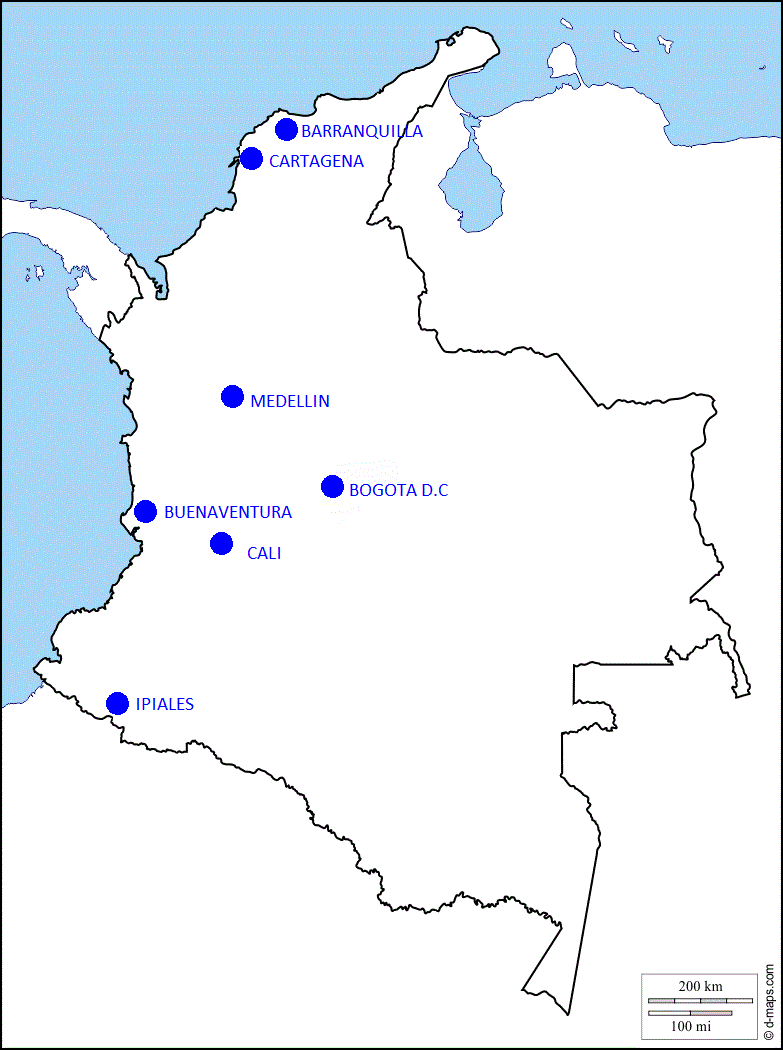 BARRANQUILLA
CARTAGENA
MEDELLIN
BOGOTA D.C
BUENAVENTURA
CALI
IPIALES
200 km
100 mi
© d-maps.com